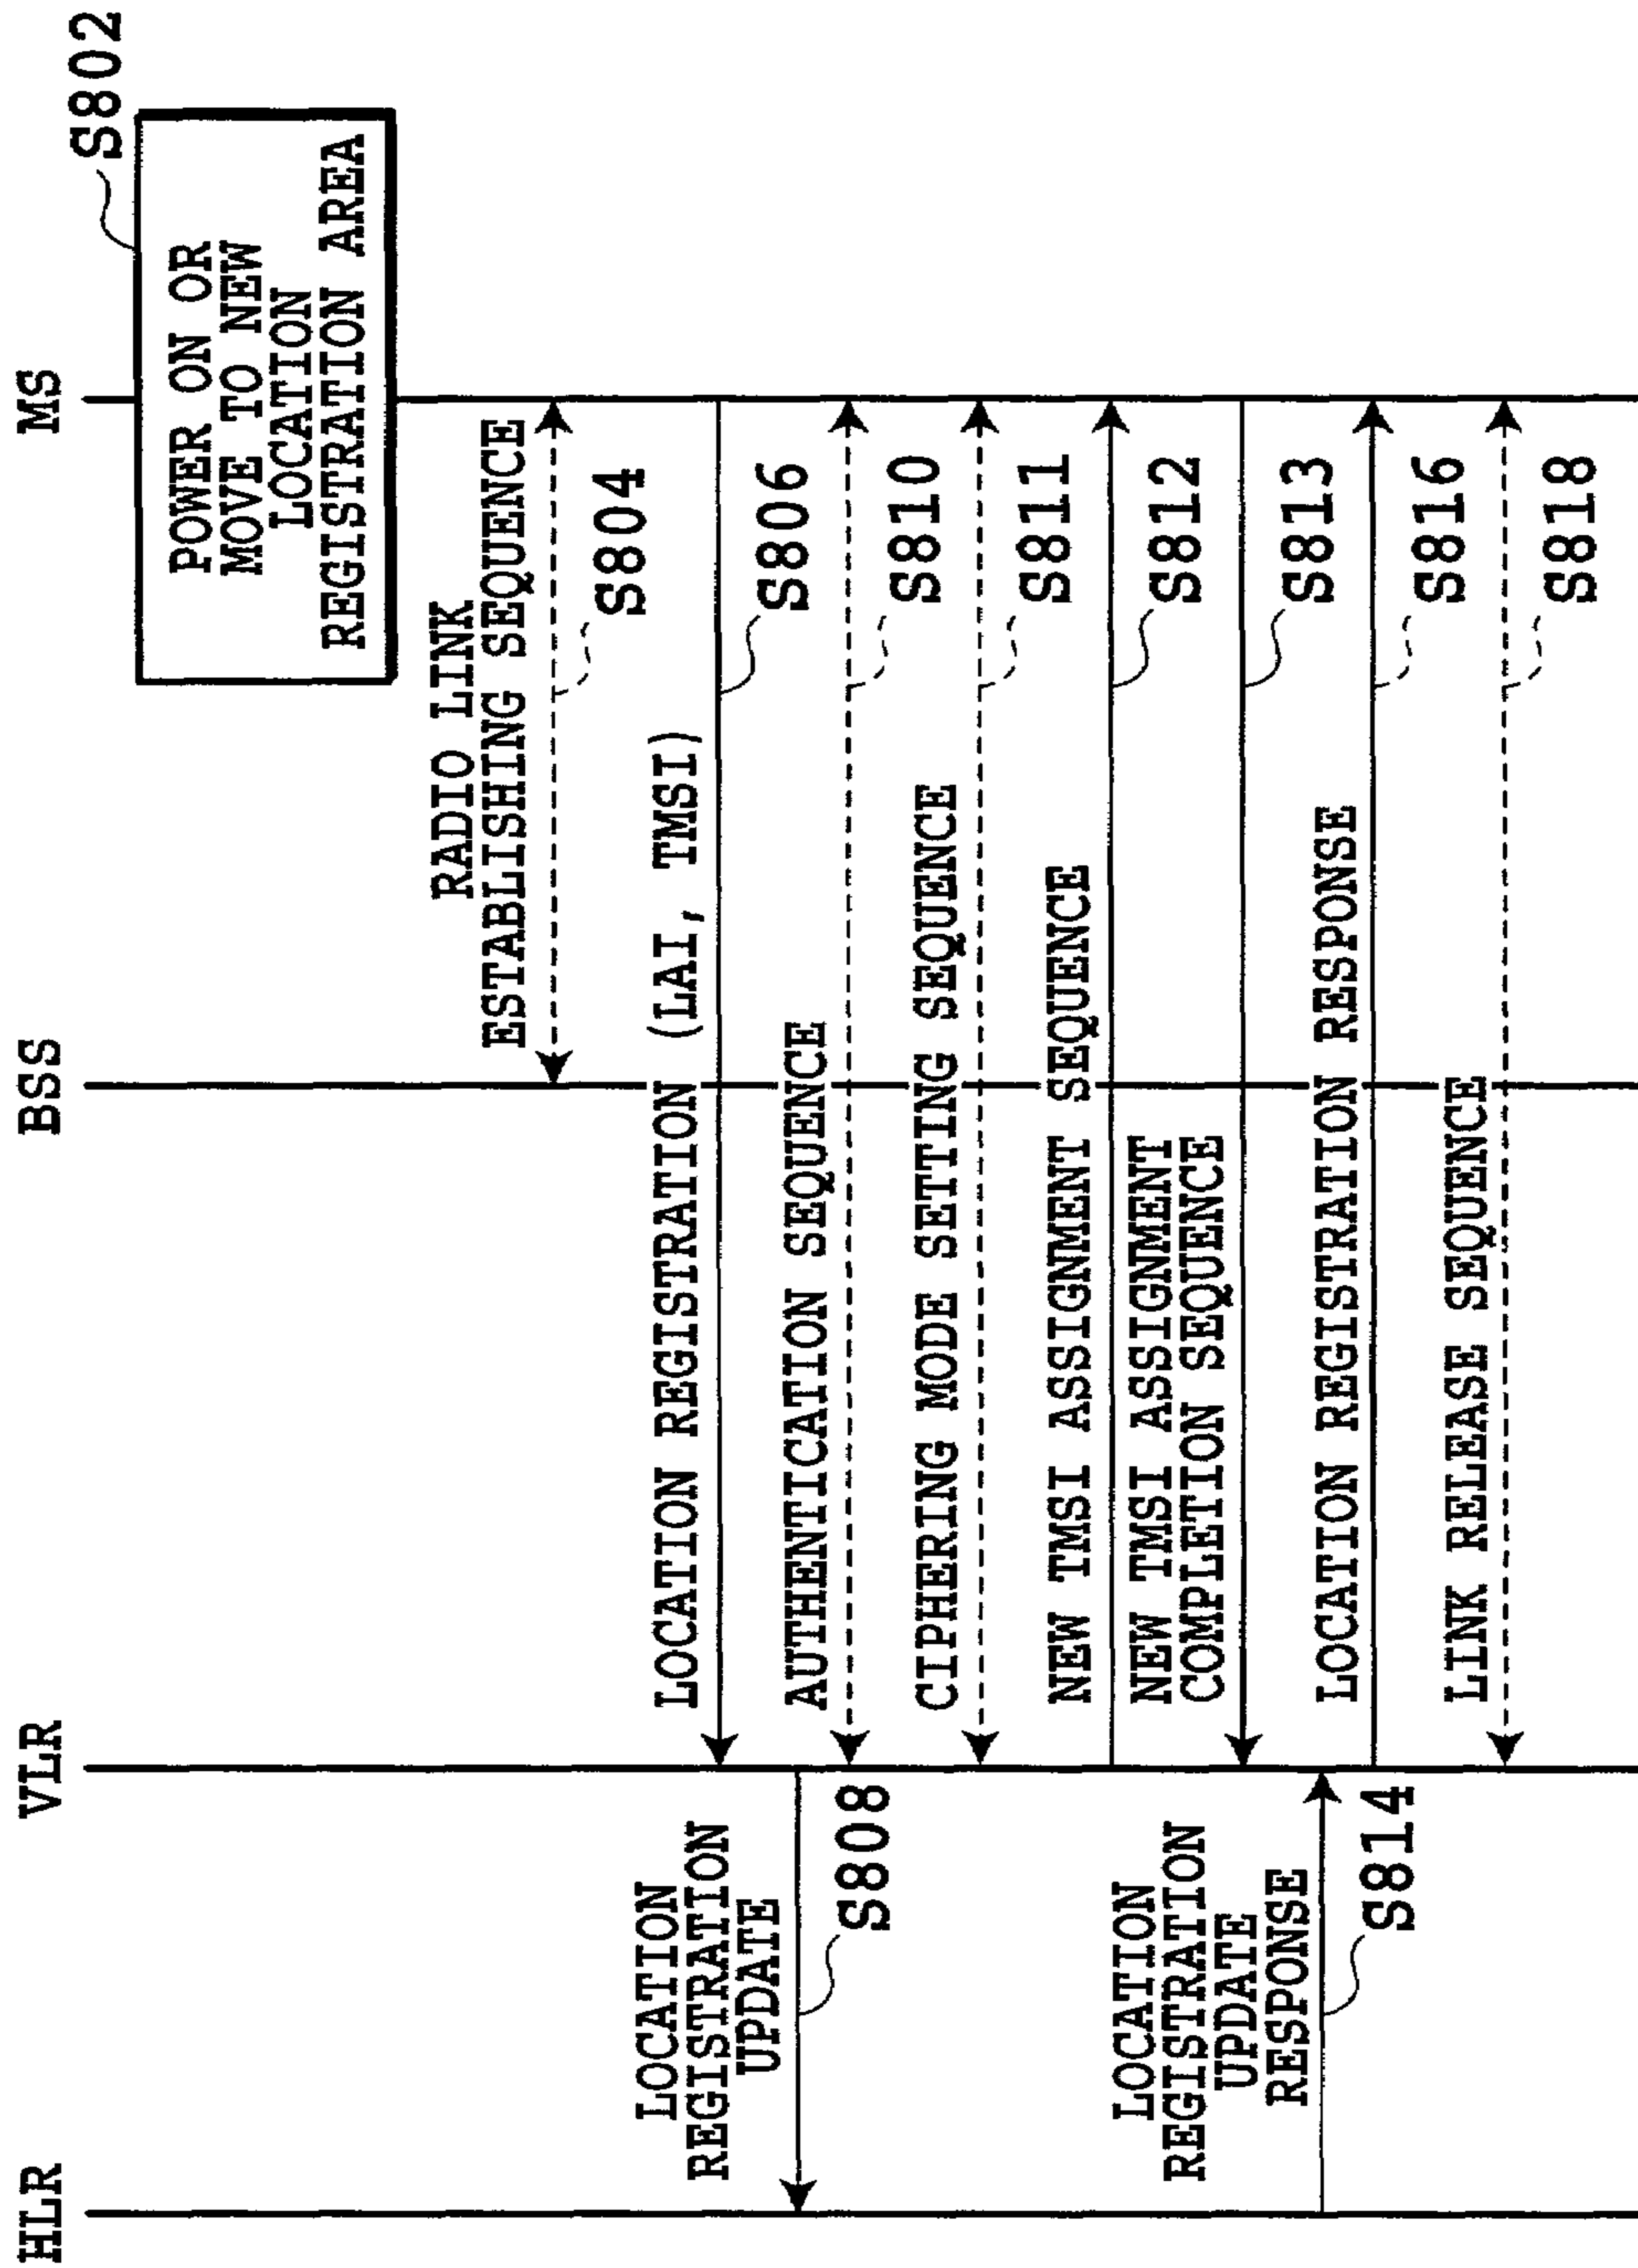 HLR
VLR
BSS
MS
POWER ON OR
MOVE TO NEW
LOCATION
REGISTRATION AREA
S802
RADIO LINK
ESTABLISHING SEQUENCE
S804
LOCATION REGISTRATION (LAI, TMSI)
S806
LOCATION
REGISTRATION
UPDATE
S808
AUTHENTICATION SEQUENCE
S810
CIPHERING MODE SETTING SEQUENCE
S811
NEW TMSI ASSIGNMENT SEQUENCE
S812
NEW TMSI ASSIGNMENT
COMPLETION SEQUENCE
S813
LOCATION
REGISTRATION
UPDATE
RESPONSE
S814
LOCATION REGISTRATION RESPONSE
S816
LINK RELEASE SEQUENCE
S818